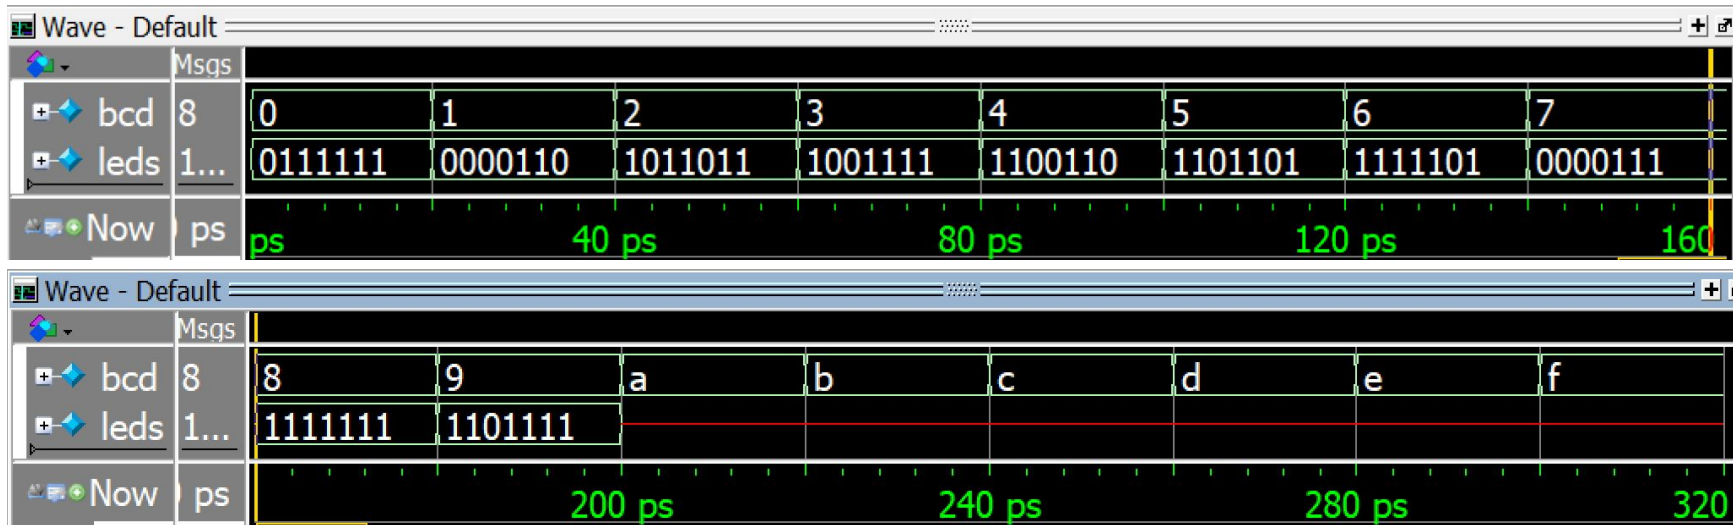 Wave - Default
Msgs
bcd 8 0 1 2 3 4 5 6 7
leds 1... 0111111 0000110 1011011 1001111 1100110 1101101 1111101 0000111
Now ps ps 40 ps 80 ps 120 ps 160
Wave - Default
Msgs
bcd 8 8 9 a b c d e f
leds 1... 1111111 1101111
Now ps 200 ps 240 ps 280 ps 320